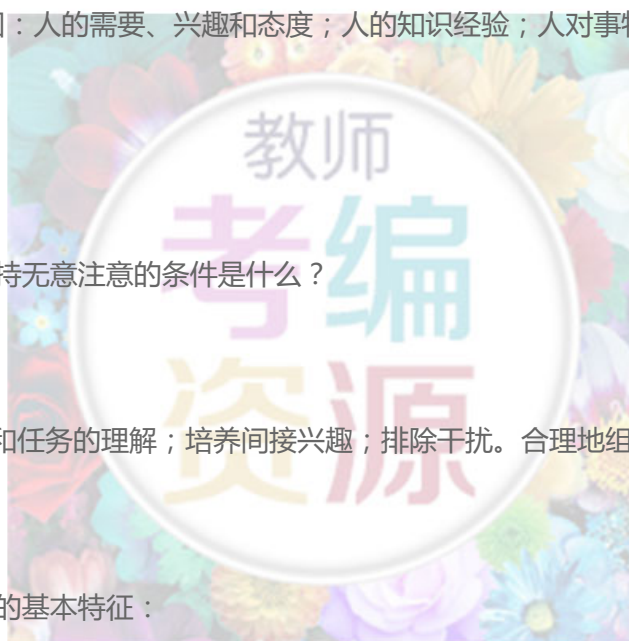 ：人的需要、兴趣和态度；人的知识经验；人对事
教师
考编
持无意注意的条件是什么？
资源
和任务的理解；培养间接兴趣；排除干扰。合理地组
的基本特征：